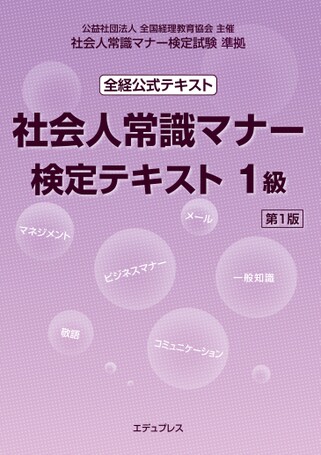 公益社団法人 全国経理教育協会 主催
社会人常識マナー検定試験 準拠
全経公式テキスト
社会人常識マナー
検定テキスト 1級
第1版
メール
マネジメント
ビジネスマナー
一般知識
敬語
コミュニケーション
エデュプレス